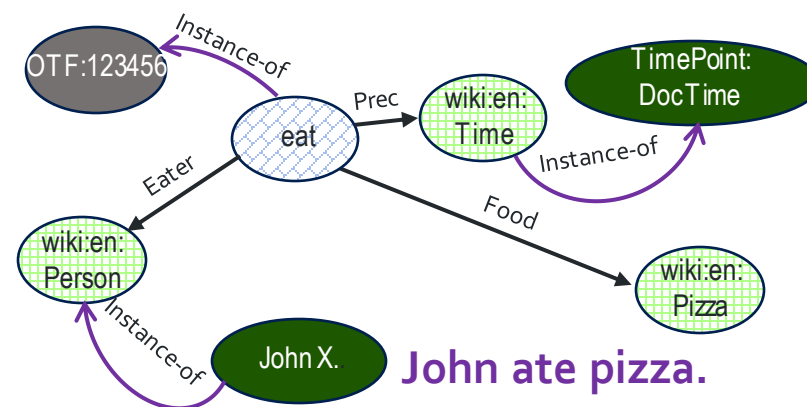 Instance-of
OTF:123456
TimePoint:
DocTime
Prec
wiki:en:
Time
eat
Instance-of
Eater
Food
wiki:en:
Person
wiki:en:
Pizza
Instance-of
John X.
John ate pizza.